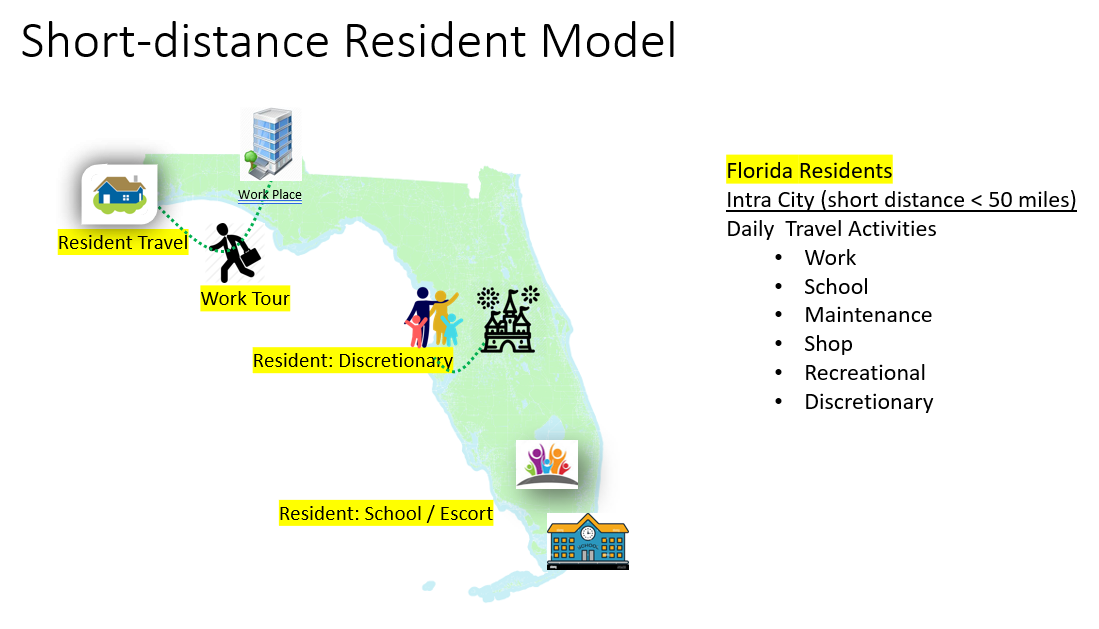 Short-distance Resident Model
Work Place
Resident Travel
Work Tour
Resident: Discretionary
Resident: School / Escort
SCHOOL
Florida Residents
Intra City (short distance < 50 miles)
Daily  Travel Activities
• Work
• School
• Maintenance
• Shop
• Recreational
• Discretionary